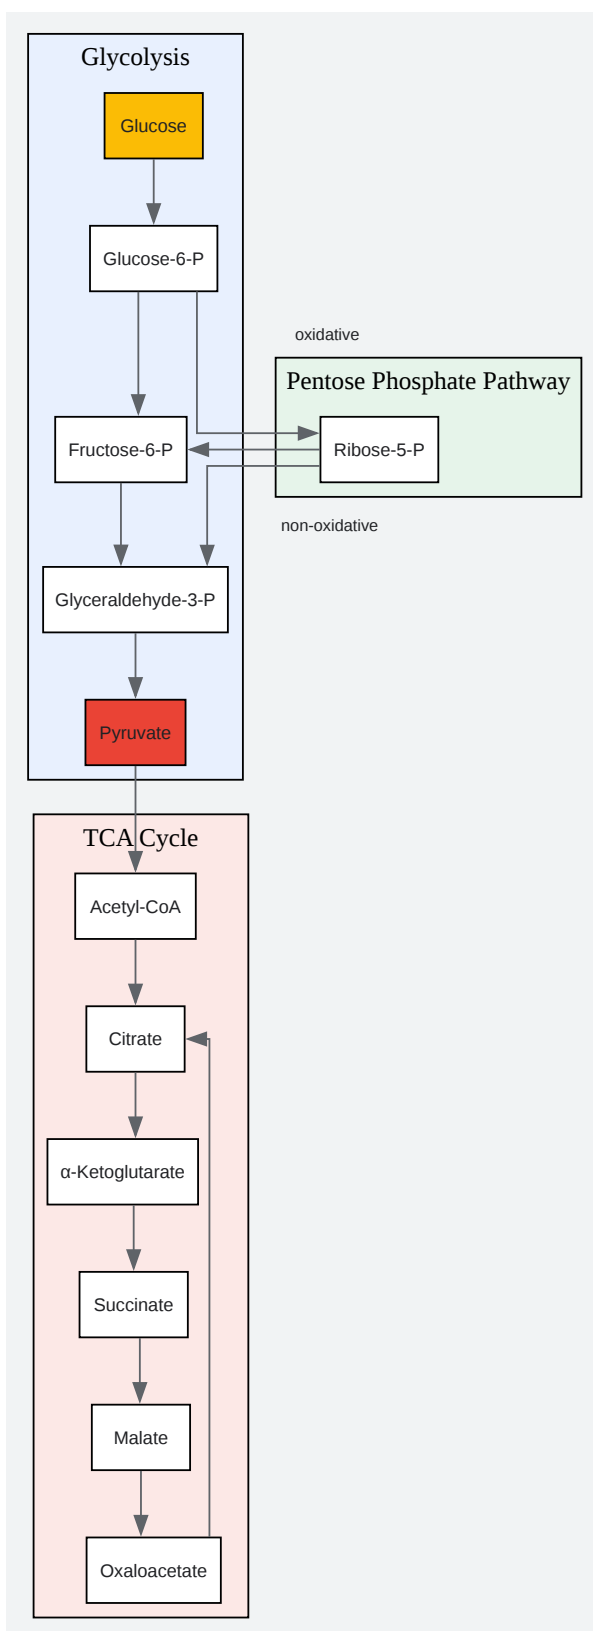 Glycolysis
Glucose
Glucose-6-P
oxidative
Pentose Phosphate Pathway
Fructose-6-P
Ribose-5-P
non-oxidative
Glyceraldehyde-3-P
Pyruvate
TCA Cycle
Acetyl-CoA
Citrate
α-Ketoglutarate
Succinate
Malate
Oxaloacetate